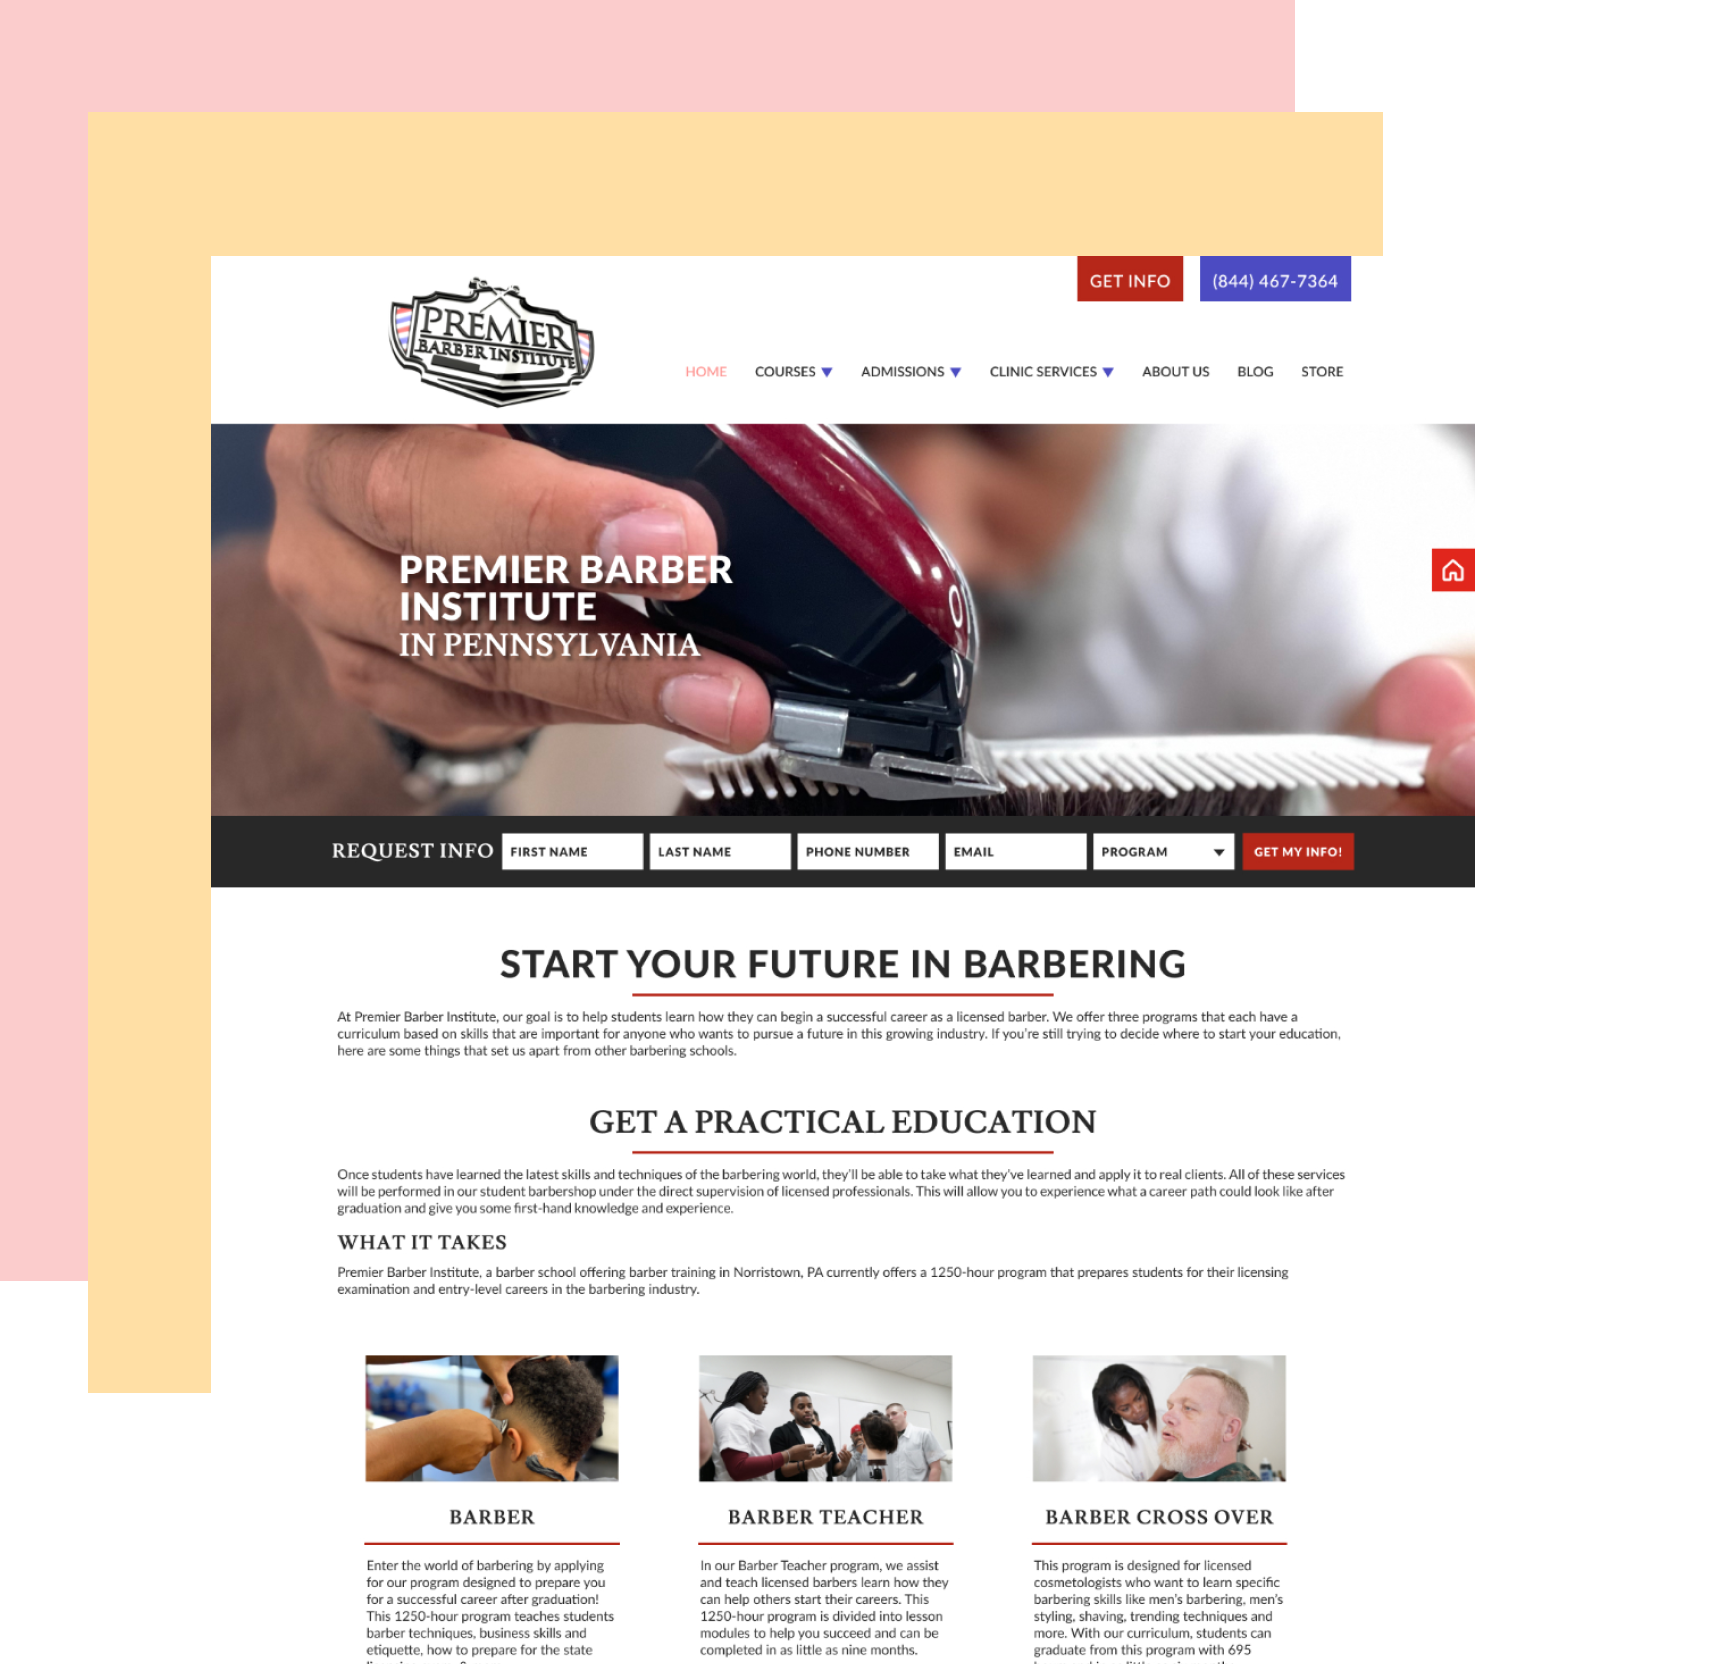 GET INFO
(844) 467-7364
PREMIER
BARBER INSTITUTE
HOME
COURSES
ADMISSIONS
CLINIC SERVICES
ABOUT US
BLOG
STORE
PREMIER BARBER
INSTITUTE
IN PENNSYLVANIA
REQUEST INFO
FIRST NAME
LAST NAME
PHONE NUMBER
EMAIL
PROGRAM
GET MY INFO!
START YOUR FUTURE IN BARBERING
At Premier Barber Institute, our goal is to help students learn how they can begin a successful career as a licensed barber. We offer three programs that each have a
curriculum based on skills that are important for anyone who wants to pursue a future in this growing industry. If you're still trying to decide where to start your education,
here are some things that set us apart from other barbering schools.
GET A PRACTICAL EDUCATION
Once students have learned the latest skills and techniques of the barbering world, they'll be able to take what they've learned and apply it to real clients. All of these services
will be performed in our student barbershop under the direct supervision of licensed professionals. This will allow you to experience what a career path could look like after
graduation and give you some first-hand knowledge and experience.
WHAT IT TAKES
Premier Barber Institute, a barber school offering barber training in Norristown, PA currently offers a 1250-hour program that prepares students for their licensing
examination and entry-level careers in the barbering industry.
BARBER
Enter the world of barbering by applying
for our program designed to prepare you
for a successful career after graduation!
This 1250-hour program teaches students
barber techniques, business skills and
etiquette, how to prepare for the state
BARBER TEACHER
In our Barber Teacher program, we assist
and teach licensed barbers learn how they
can help others start their careers. This
1250-hour program is divided into lesson
modules to help you succeed and can be
completed in as little as nine months.
BARBER CROSS OVER
This program is designed for licensed
cosmetologists who want to learn specific
barbering skills like men's barbering, men's
styling, shaving, trending techniques and
more. With our curriculum, students can
graduate from this program with 695